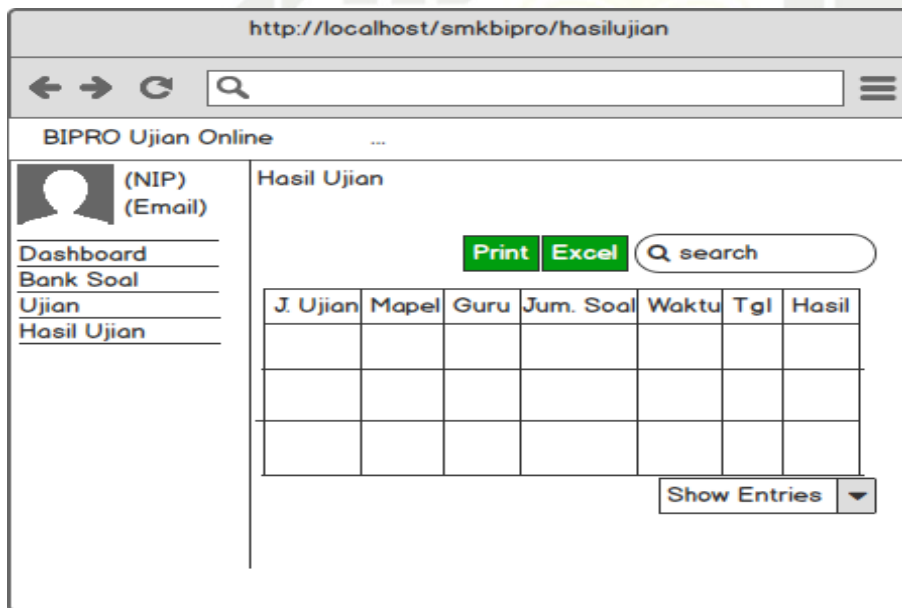 http://localhost/smkbipro/hasilujian
BIPRO Ujian Online ...
(NIP)
(Email)
Dashboard
Bank Soal
Ujian
Hasil Ujian
Hasil Ujian
Print Excel search
J. Ujian Mapel Guru Jum. Soal Waktu Tgl Hasil
Show Entries